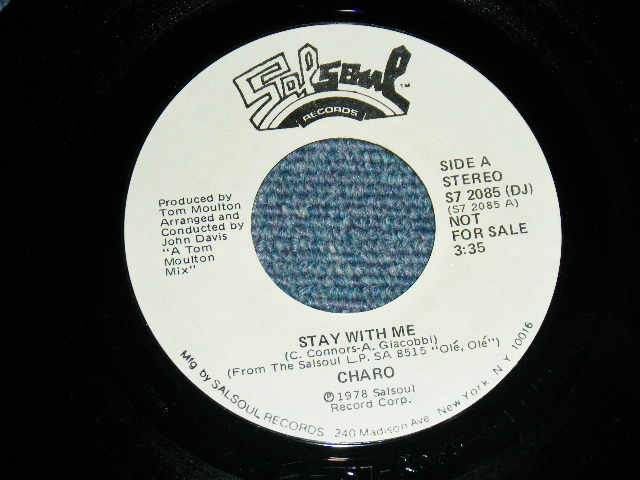 Salsoul
RECORDS
™
SIDE A
STEREO
S7 2085 (DJ)
(S7 2085 A)
NOT
FOR SALE
3:35
Produced by
Tom Moulton
Arranged and
Conducted by
John Davis
"A Tom
Moulton
Mix"
STAY WITH ME
(C. Connors-A. Giacobbi)
(From The Salsoul L.P. SA 8515 "Olé, Olé")
CHARO
℗ 1978 Salsoul
Record Corp.
Mfg by SALSOUL RECORDS 240 Madison Ave New York, N Y 10016